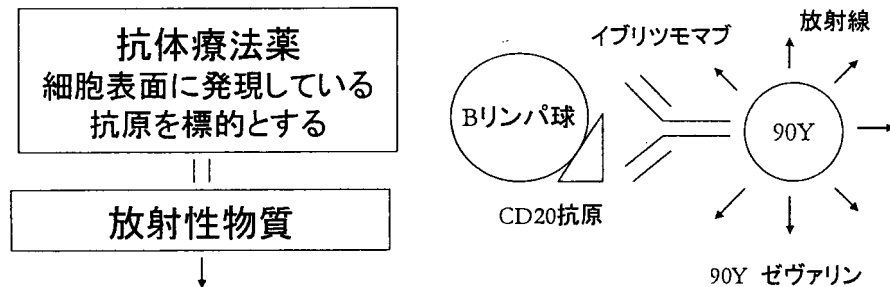 抗体療法薬
細胞表面に発現している
抗原を標的とする
放射性物質
イブリツモマブ
放射線
Bリンパ球
90Y
CD20抗原
90Y ゼヴァリン